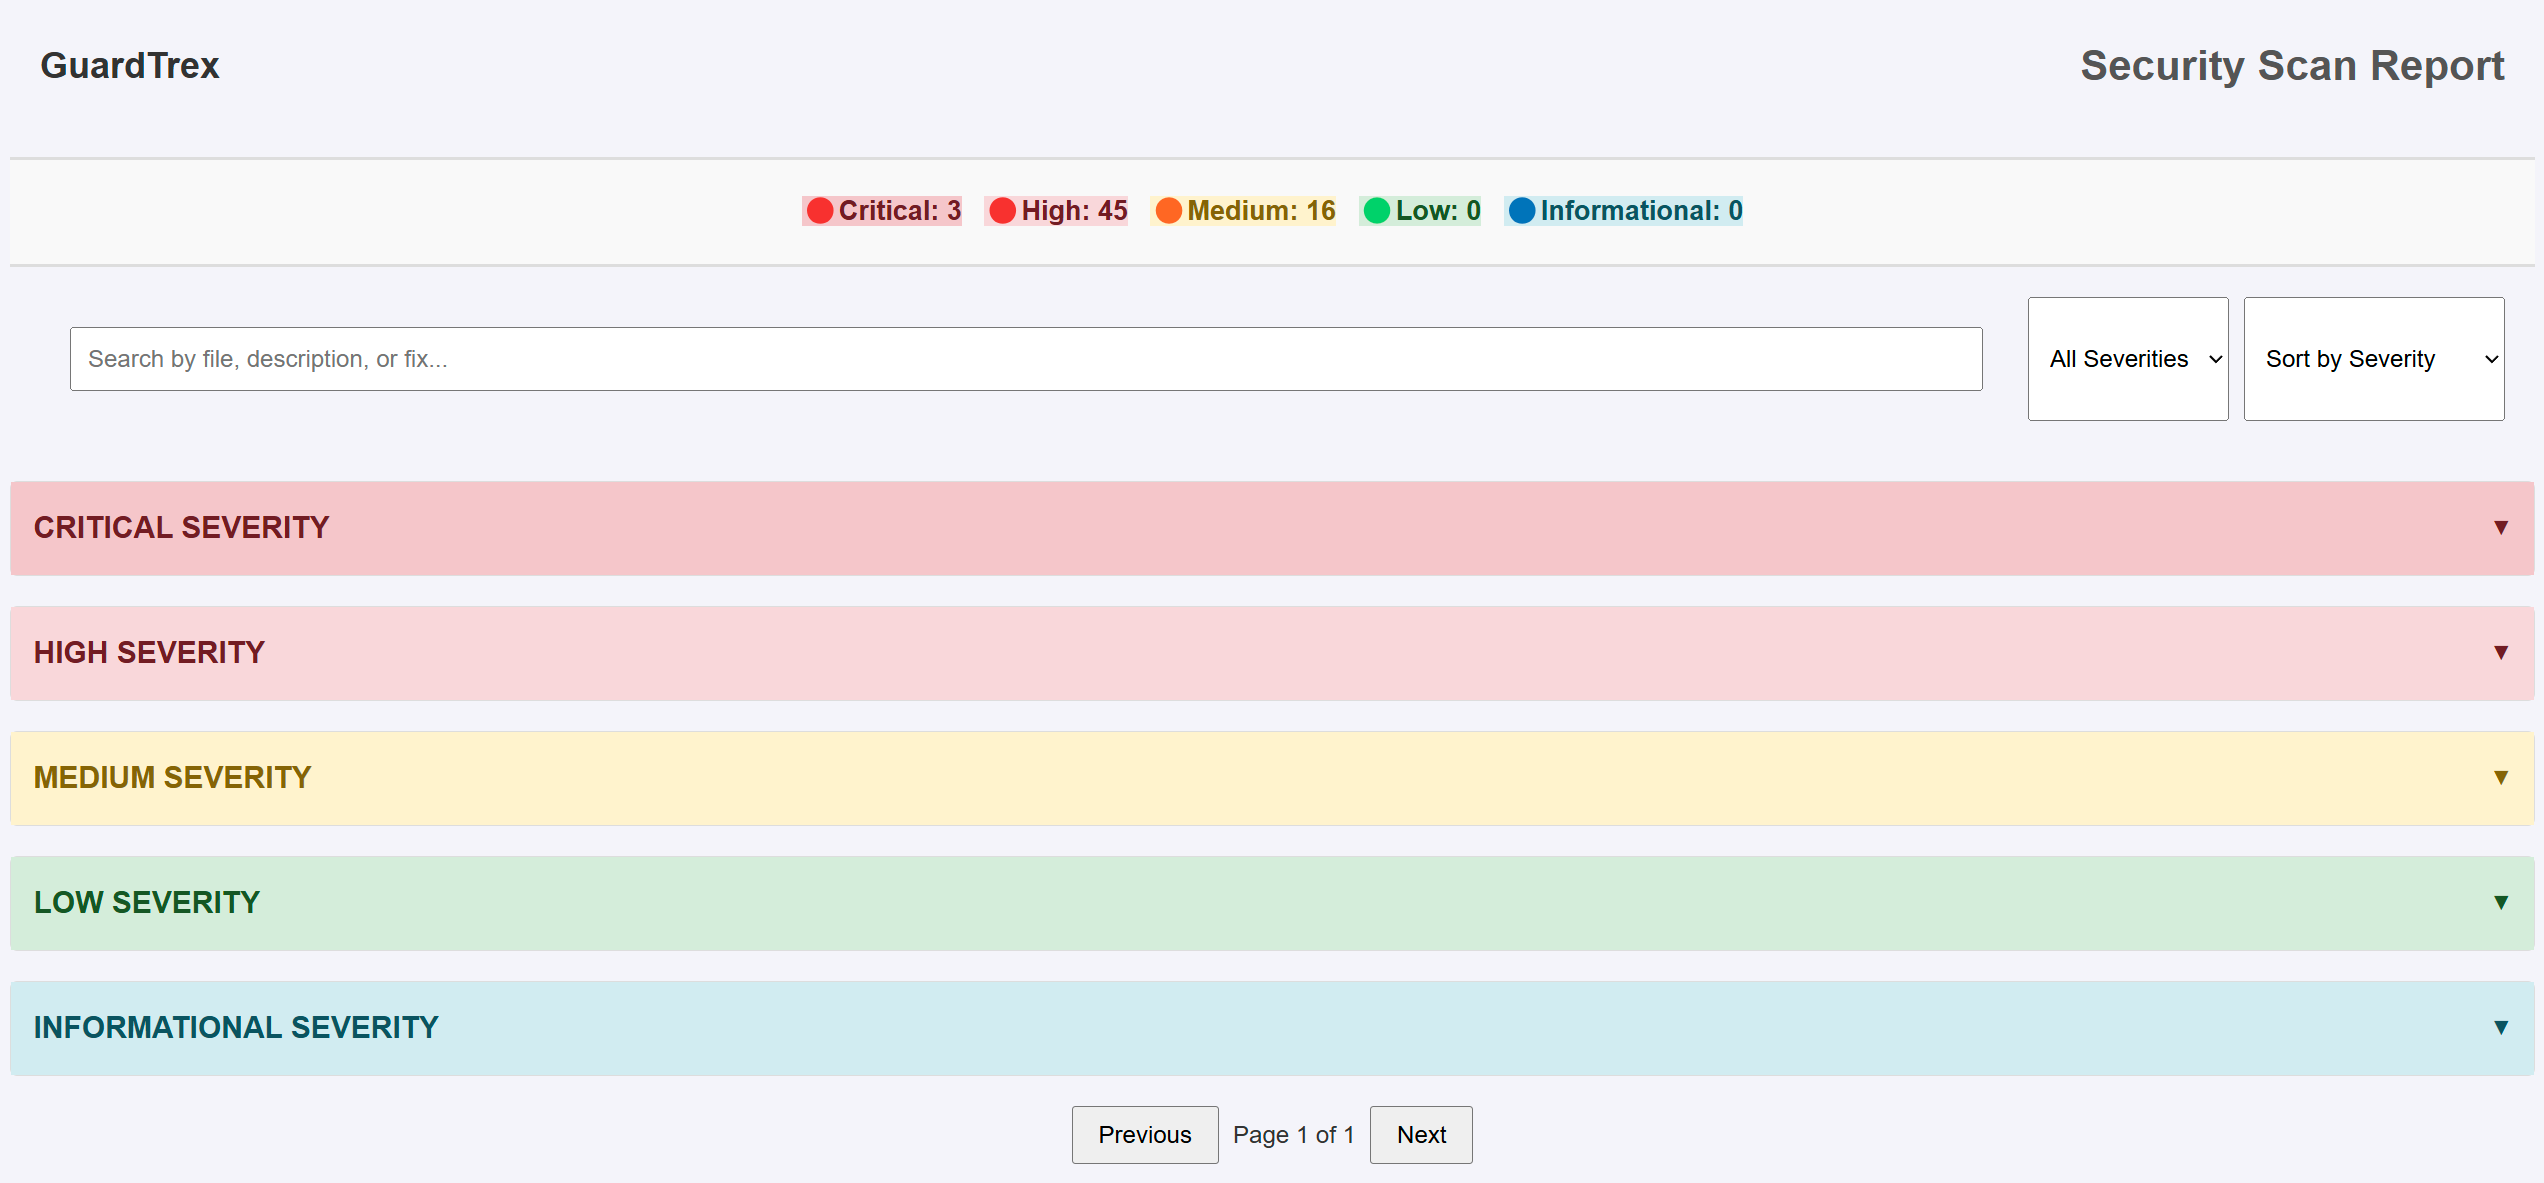 GuardTrex
Security Scan Report
Critical: 3 High: 45 Medium: 16 Low: 0 Informational: 0
Search by file, description, or fix...
All Severities
Sort by Severity
CRITICAL SEVERITY ▼
HIGH SEVERITY ▼
MEDIUM SEVERITY ▼
LOW SEVERITY ▼
INFORMATIONAL SEVERITY ▼
Previous Page 1 of 1 Next